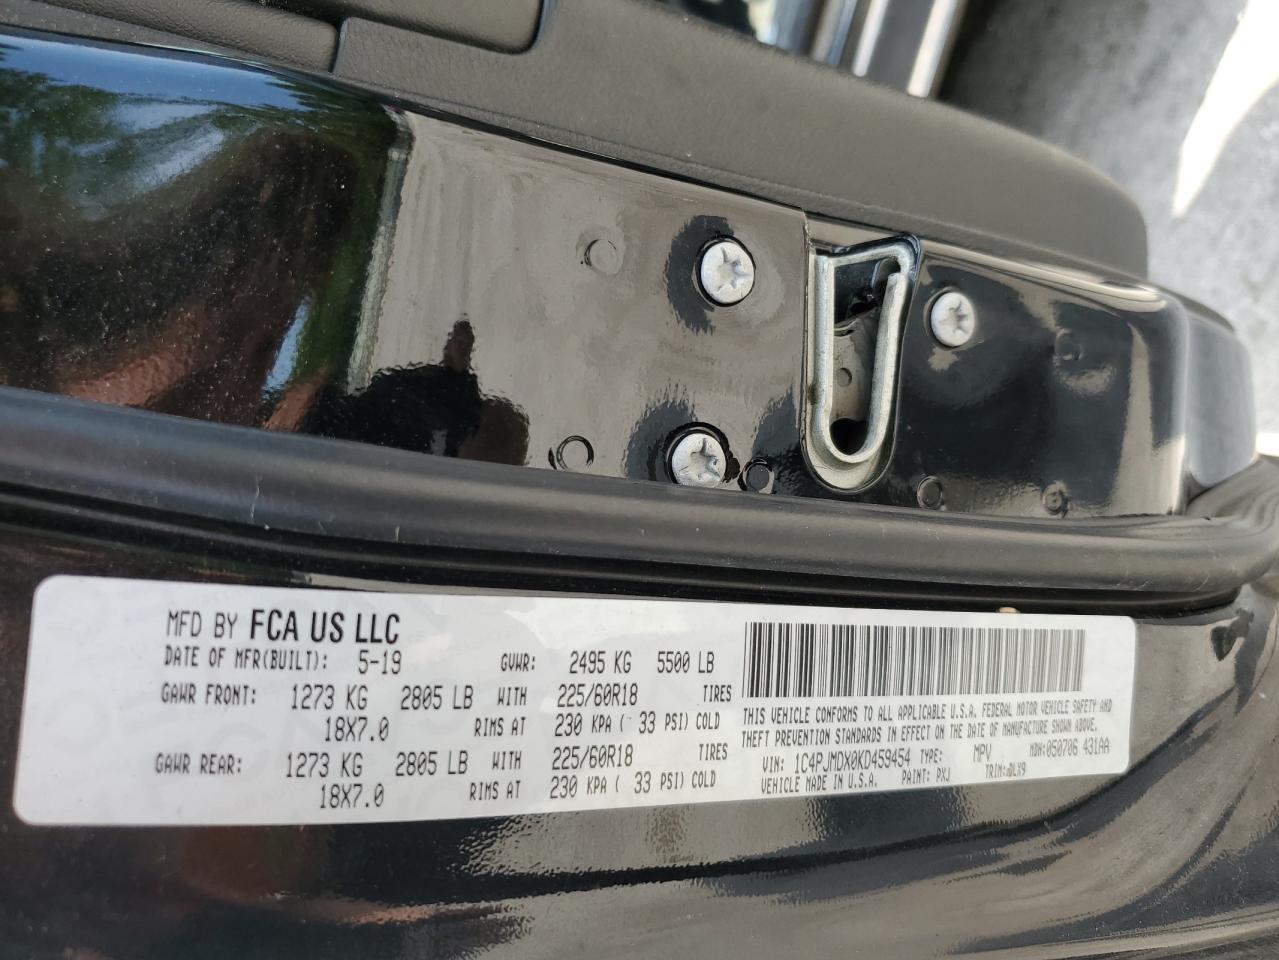 MFD BY FCA US LLC
DATE OF MFR(BUILT): 5-19 GVWR: 2495 KG 5500 LB
GAWR FRONT: 1273 KG 2805 LB WITH 225/60R18 TIRES
18X7.0 RIMS AT 230 KPA ( 33 PSI) COLD
GAWR REAR: 1273 KG 2805 LB WITH 225/60R18 TIRES
18X7.0 RIMS AT 230 KPA ( 33 PSI) COLD
THIS VEHICLE CONFORMS TO ALL APPLICABLE U.S.A. FEDERAL MOTOR VEHICLE SAFETY AND
THEFT PREVENTION STANDARDS IN EFFECT ON THE DATE OF MANUFACTURE SHOWN ABOVE.
VIN: 1C4PJMDX0KD459454 TYPE: MPV MDH:050706 431AA
VEHICLE MADE IN U.S.A. PAINT: PXJ TRIM: